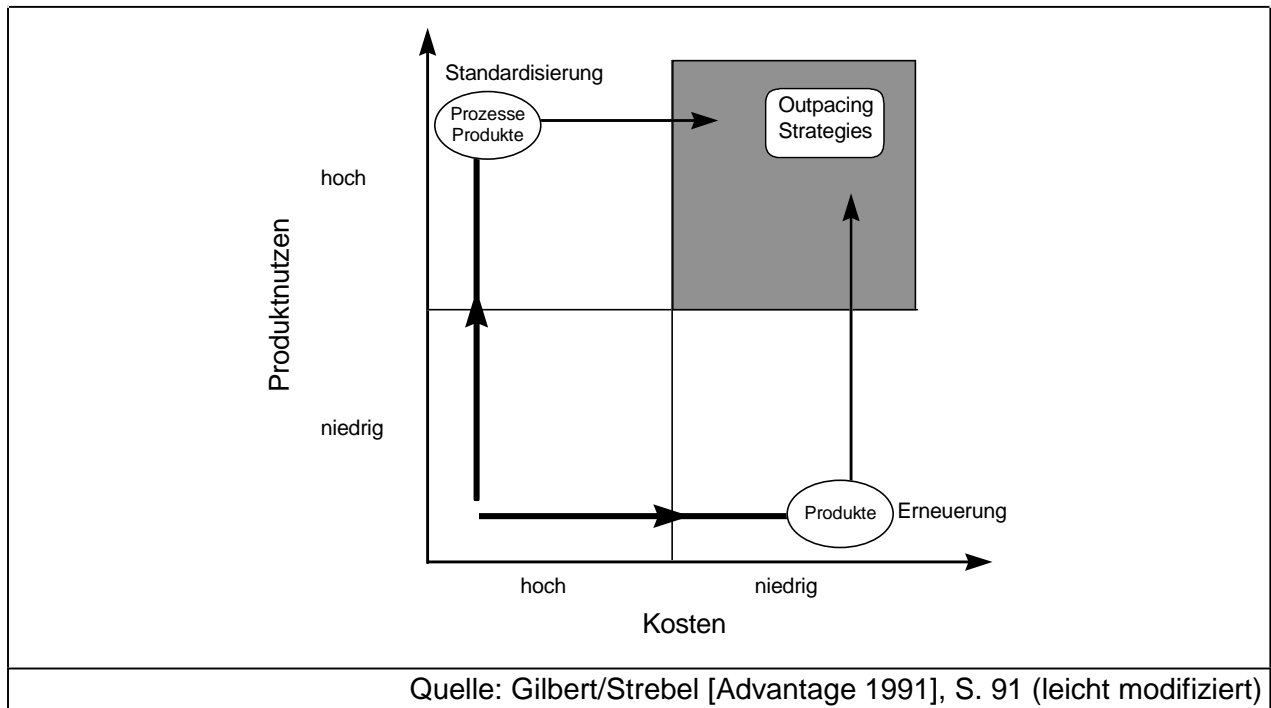 Standardisierung
Prozesse
Produkte
Outpacing
Strategies
hoch
Produktnutzen
niedrig
Produkte
Erneuerung
hoch
niedrig
Kosten
Quelle: Gilbert/Strebel [Advantage 1991], S. 91 (leicht modifiziert)